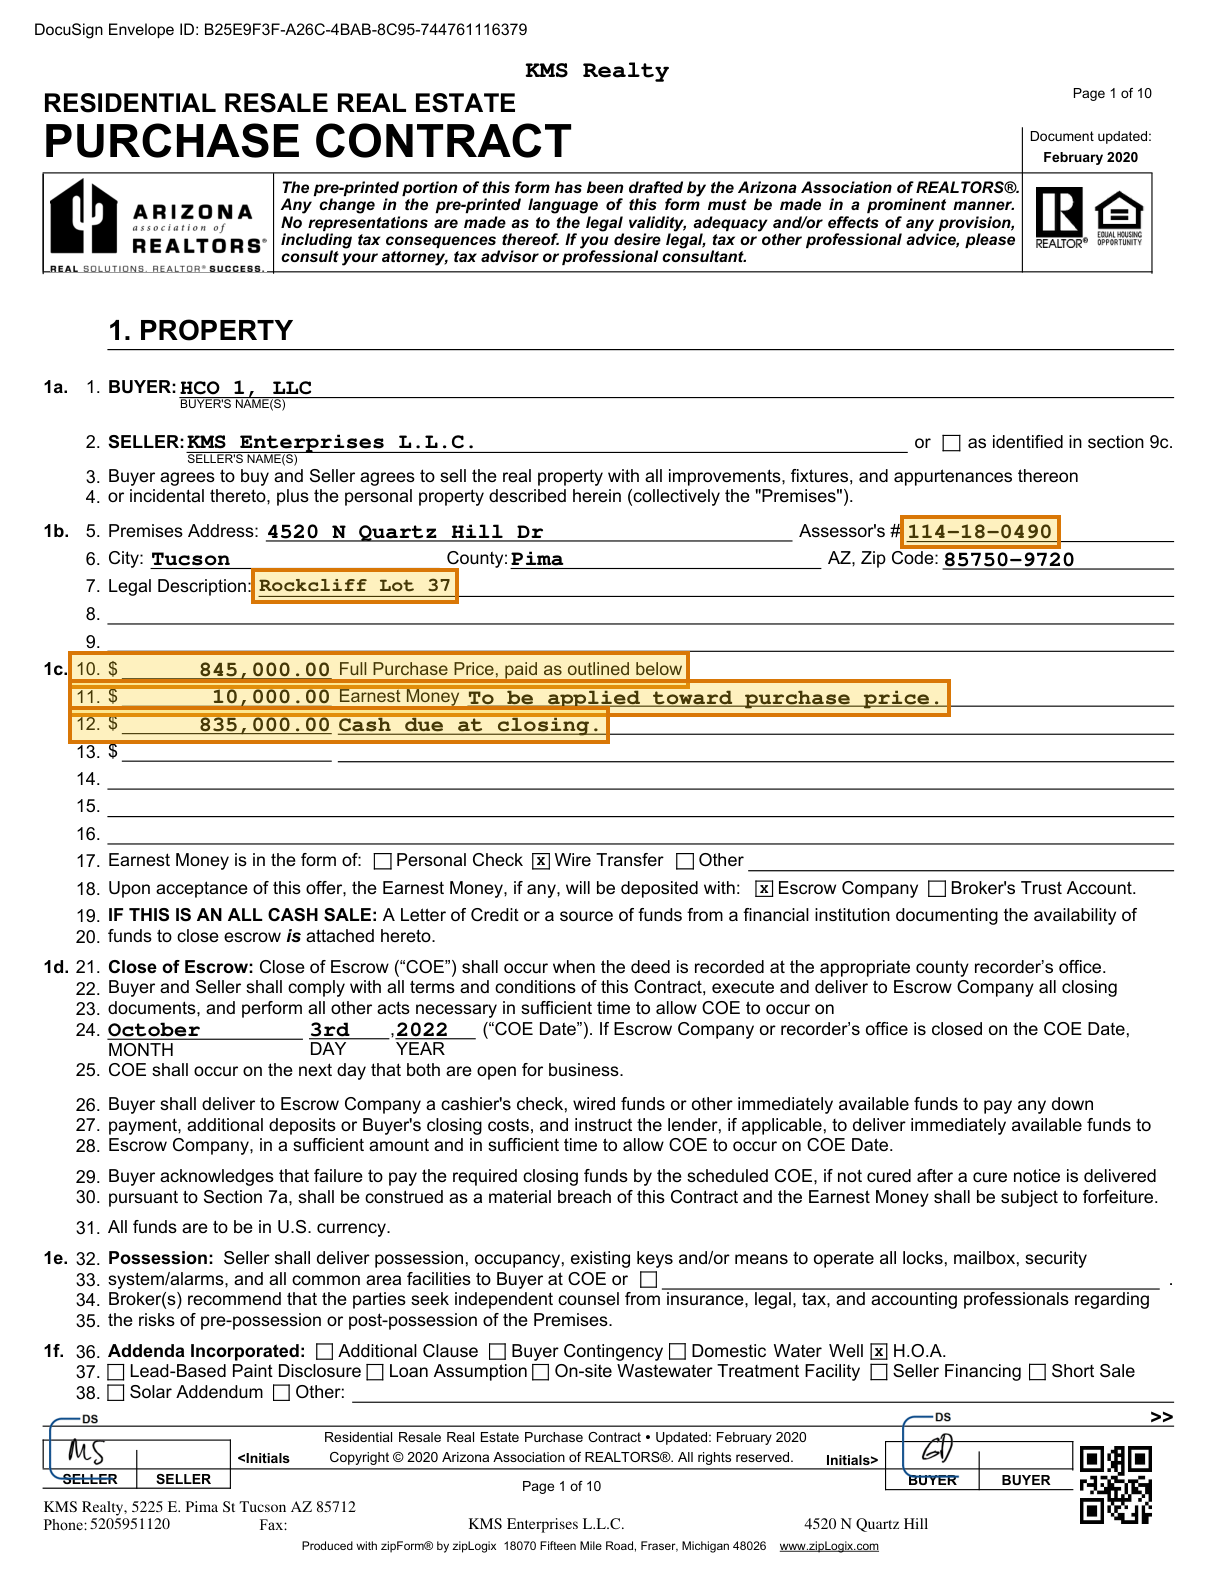 DocuSign Envelope ID: B25E9F3F-A26C-4BAB-8C95-744761116379
KMS Realty
Page 1 of 10
RESIDENTIAL RESALE REAL ESTATE
PURCHASE CONTRACT
Document updated:
February 2020
ARIZONA
association of
REALTORS®
REAL SOLUTIONS. REALTOR® SUCCESS.
The pre-printed portion of this form has been drafted by the Arizona Association of REALTORS®.
Any change in the pre-printed language of this form must be made in a prominent manner.
No representations are made as to the legal validity, adequacy and/or effects of any provision,
including tax consequences thereof. If you desire legal, tax or other professional advice, please
consult your attorney, tax advisor or professional consultant.
REALTOR®
EQUAL HOUSING
OPPORTUNITY
1. PROPERTY
1a. 1. BUYER: HCO 1, LLC
BUYER'S NAME(S)
2. SELLER: KMS Enterprises L.L.C. or as identified in section 9c.
SELLER'S NAME(S)
3. Buyer agrees to buy and Seller agrees to sell the real property with all improvements, fixtures, and appurtenances thereon
4. or incidental thereto, plus the personal property described herein (collectively the "Premises").
1b. 5. Premises Address: 4520 N Quartz Hill Dr Assessor's # 114-18-0490
6. City: Tucson County: Pima AZ, Zip Code: 85750-9720
7. Legal Description: Rockcliff Lot 37
8.
9.
1c. 10. $ 845,000.00 Full Purchase Price, paid as outlined below
11. $ 10,000.00 Earnest Money To be applied toward purchase price.
12. $ 835,000.00 Cash due at closing.
13. $
14.
15.
16.
17. Earnest Money is in the form of: Personal Check x Wire Transfer Other
18. Upon acceptance of this offer, the Earnest Money, if any, will be deposited with: x Escrow Company Broker's Trust Account.
19. IF THIS IS AN ALL CASH SALE: A Letter of Credit or a source of funds from a financial institution documenting the availability of
20. funds to close escrow is attached hereto.
1d. 21. Close of Escrow: Close of Escrow (“COE”) shall occur when the deed is recorded at the appropriate county recorder’s office.
22. Buyer and Seller shall comply with all terms and conditions of this Contract, execute and deliver to Escrow Company all closing
23. documents, and perform all other acts necessary in sufficient time to allow COE to occur on
24. October 3rd , 2022 (“COE Date”). If Escrow Company or recorder’s office is closed on the COE Date,
MONTH DAY YEAR
25. COE shall occur on the next day that both are open for business.
26. Buyer shall deliver to Escrow Company a cashier's check, wired funds or other immediately available funds to pay any down
27. payment, additional deposits or Buyer's closing costs, and instruct the lender, if applicable, to deliver immediately available funds to
28. Escrow Company, in a sufficient amount and in sufficient time to allow COE to occur on COE Date.
29. Buyer acknowledges that failure to pay the required closing funds by the scheduled COE, if not cured after a cure notice is delivered
30. pursuant to Section 7a, shall be construed as a material breach of this Contract and the Earnest Money shall be subject to forfeiture.
31. All funds are to be in U.S. currency.
1e. 32. Possession: Seller shall deliver possession, occupancy, existing keys and/or means to operate all locks, mailbox, security
33. system/alarms, and all common area facilities to Buyer at COE or .
34. Broker(s) recommend that the parties seek independent counsel from insurance, legal, tax, and accounting professionals regarding
35. the risks of pre-possession or post-possession of the Premises.
1f. 36. Addenda Incorporated: Additional Clause Buyer Contingency Domestic Water Well x H.O.A.
37. Lead-Based Paint Disclosure Loan Assumption On-site Wastewater Treatment Facility Seller Financing Short Sale
38. Solar Addendum Other:
>>
DS
MS
SELLER SELLER
<Initials
Residential Resale Real Estate Purchase Contract • Updated: February 2020
Copyright © 2020 Arizona Association of REALTORS®. All rights reserved.
Initials>
DS
GD
BUYER BUYER
Page 1 of 10
KMS Realty, 5225 E. Pima St Tucson AZ 85712
Phone: 5205951120 Fax: KMS Enterprises L.L.C. 4520 N Quartz Hill
Produced with zipForm® by zipLogix 18070 Fifteen Mile Road, Fraser, Michigan 48026 www.zipLogix.com